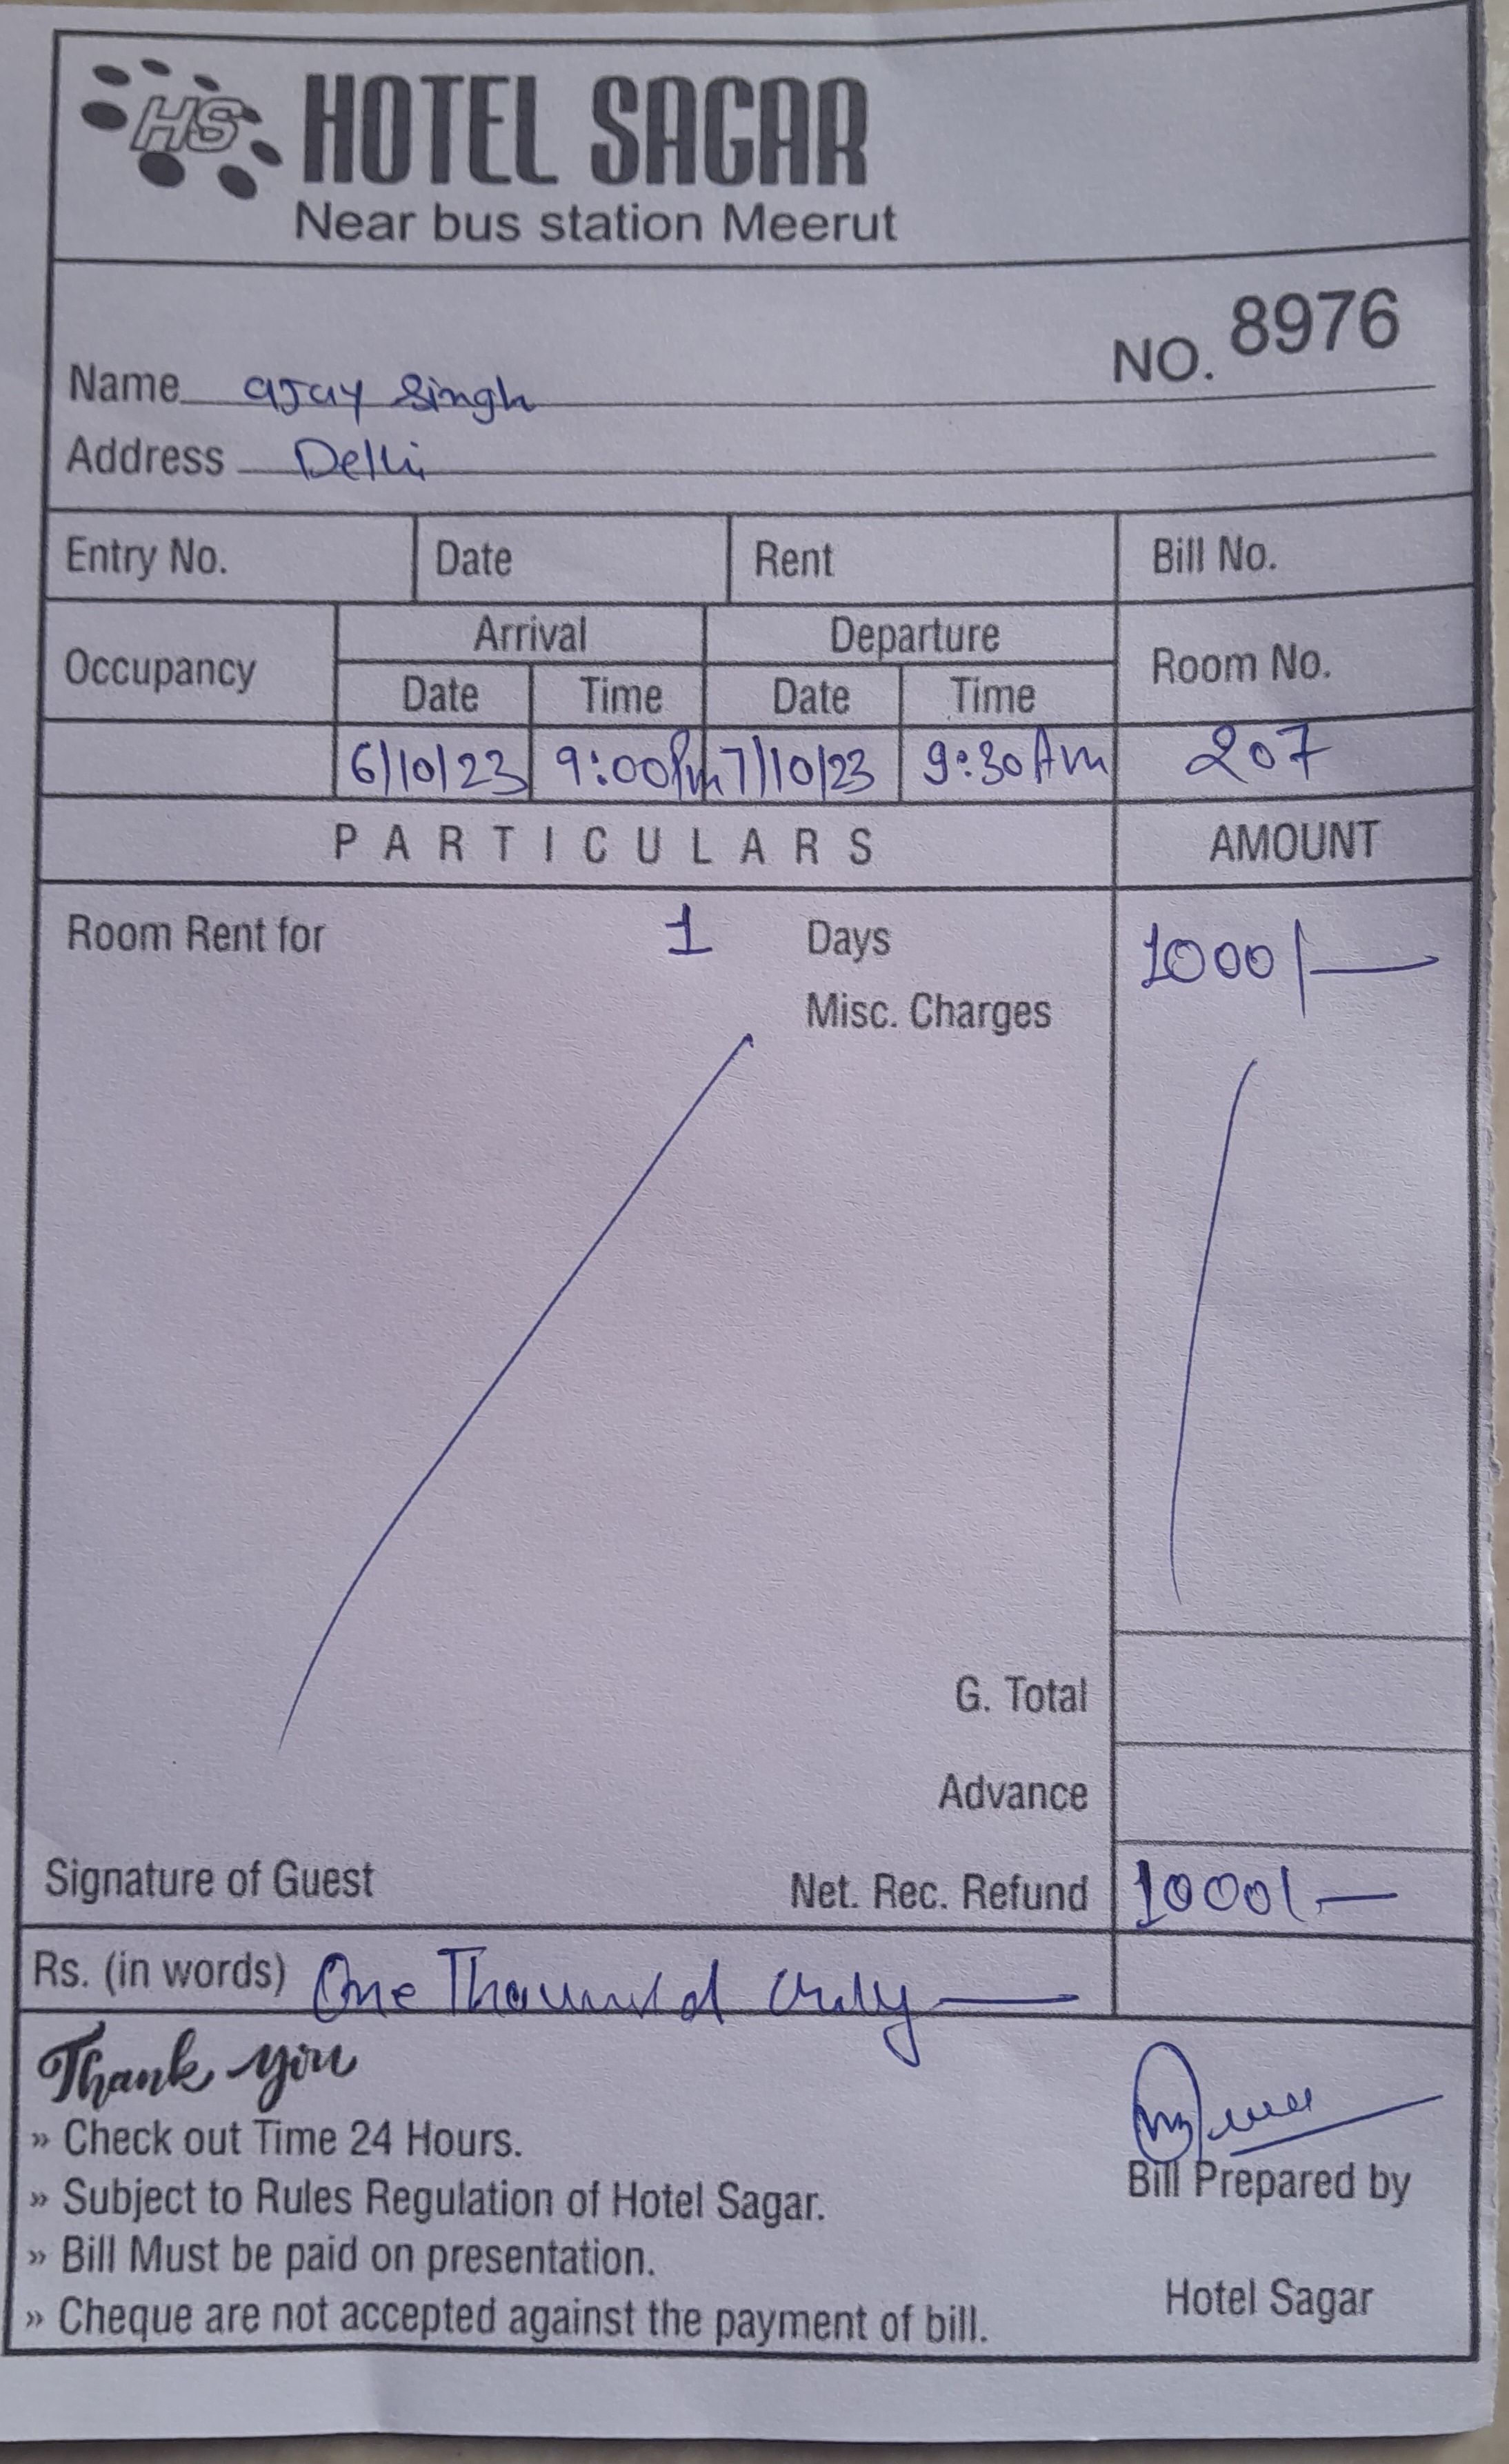 HS HOTEL SAGAR
Near bus station Meerut
NO. 8976
Name ajay Singh
Address Delhi
Entry No. Date Rent Bill No.
Occupancy Arrival Departure Room No.
Date Time Date Time
6/10/23 9:00Pm 7/10/23 9:30Am 207
PARTICULARS AMOUNT
Room Rent for 1 Days 1000/-
Misc. Charges
G. Total
Advance
Signature of Guest Net. Rec. Refund 1000/-
Rs. (in words) One Thousand Only
Thank you
» Check out Time 24 Hours.
» Subject to Rules Regulation of Hotel Sagar.
Bill Prepared by
» Bill Must be paid on presentation.
» Cheque are not accepted against the payment of bill.
Hotel Sagar